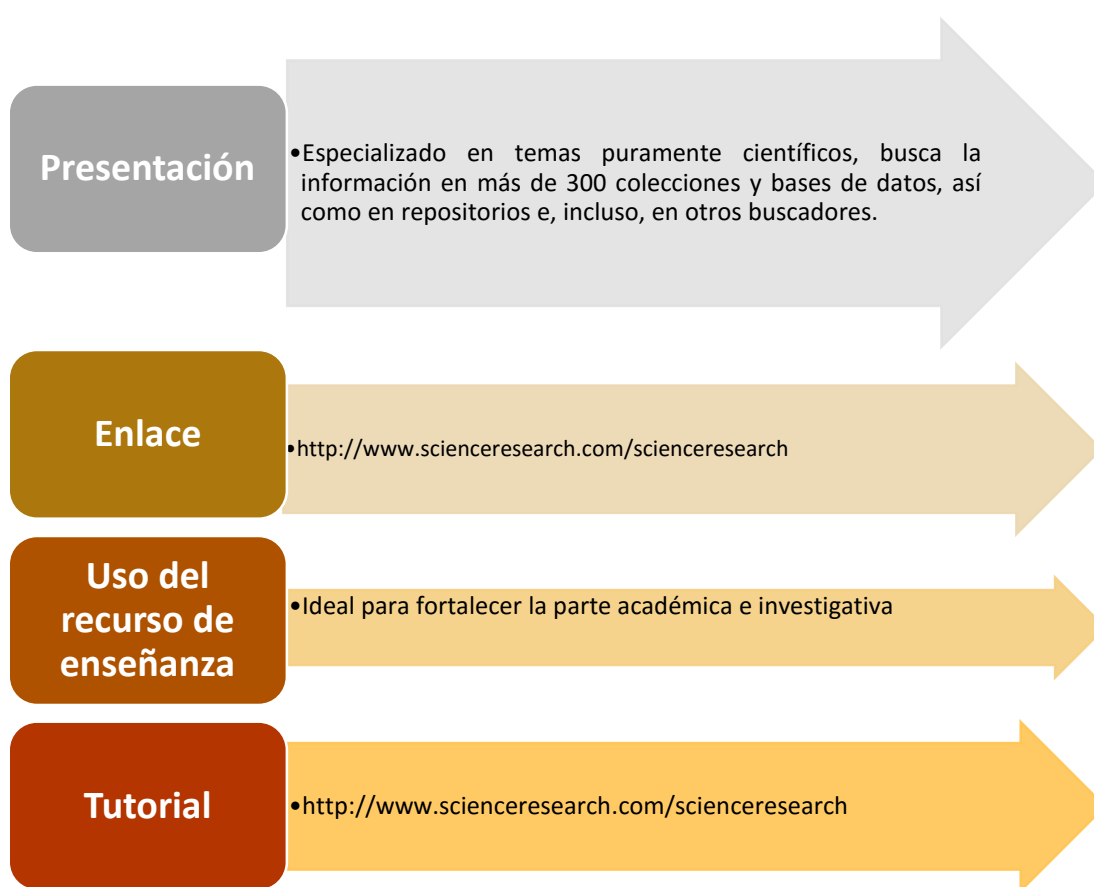 Presentación
•Especializado en temas puramente científicos, busca la
información en más de 300 colecciones y bases de datos, así
como en repositorios e, incluso, en otros buscadores.
Enlace
•http://www.scienceresearch.com/scienceresearch
Uso del
recurso de
enseñanza
•Ideal para fortalecer la parte académica e investigativa
Tutorial
•http://www.scienceresearch.com/scienceresearch